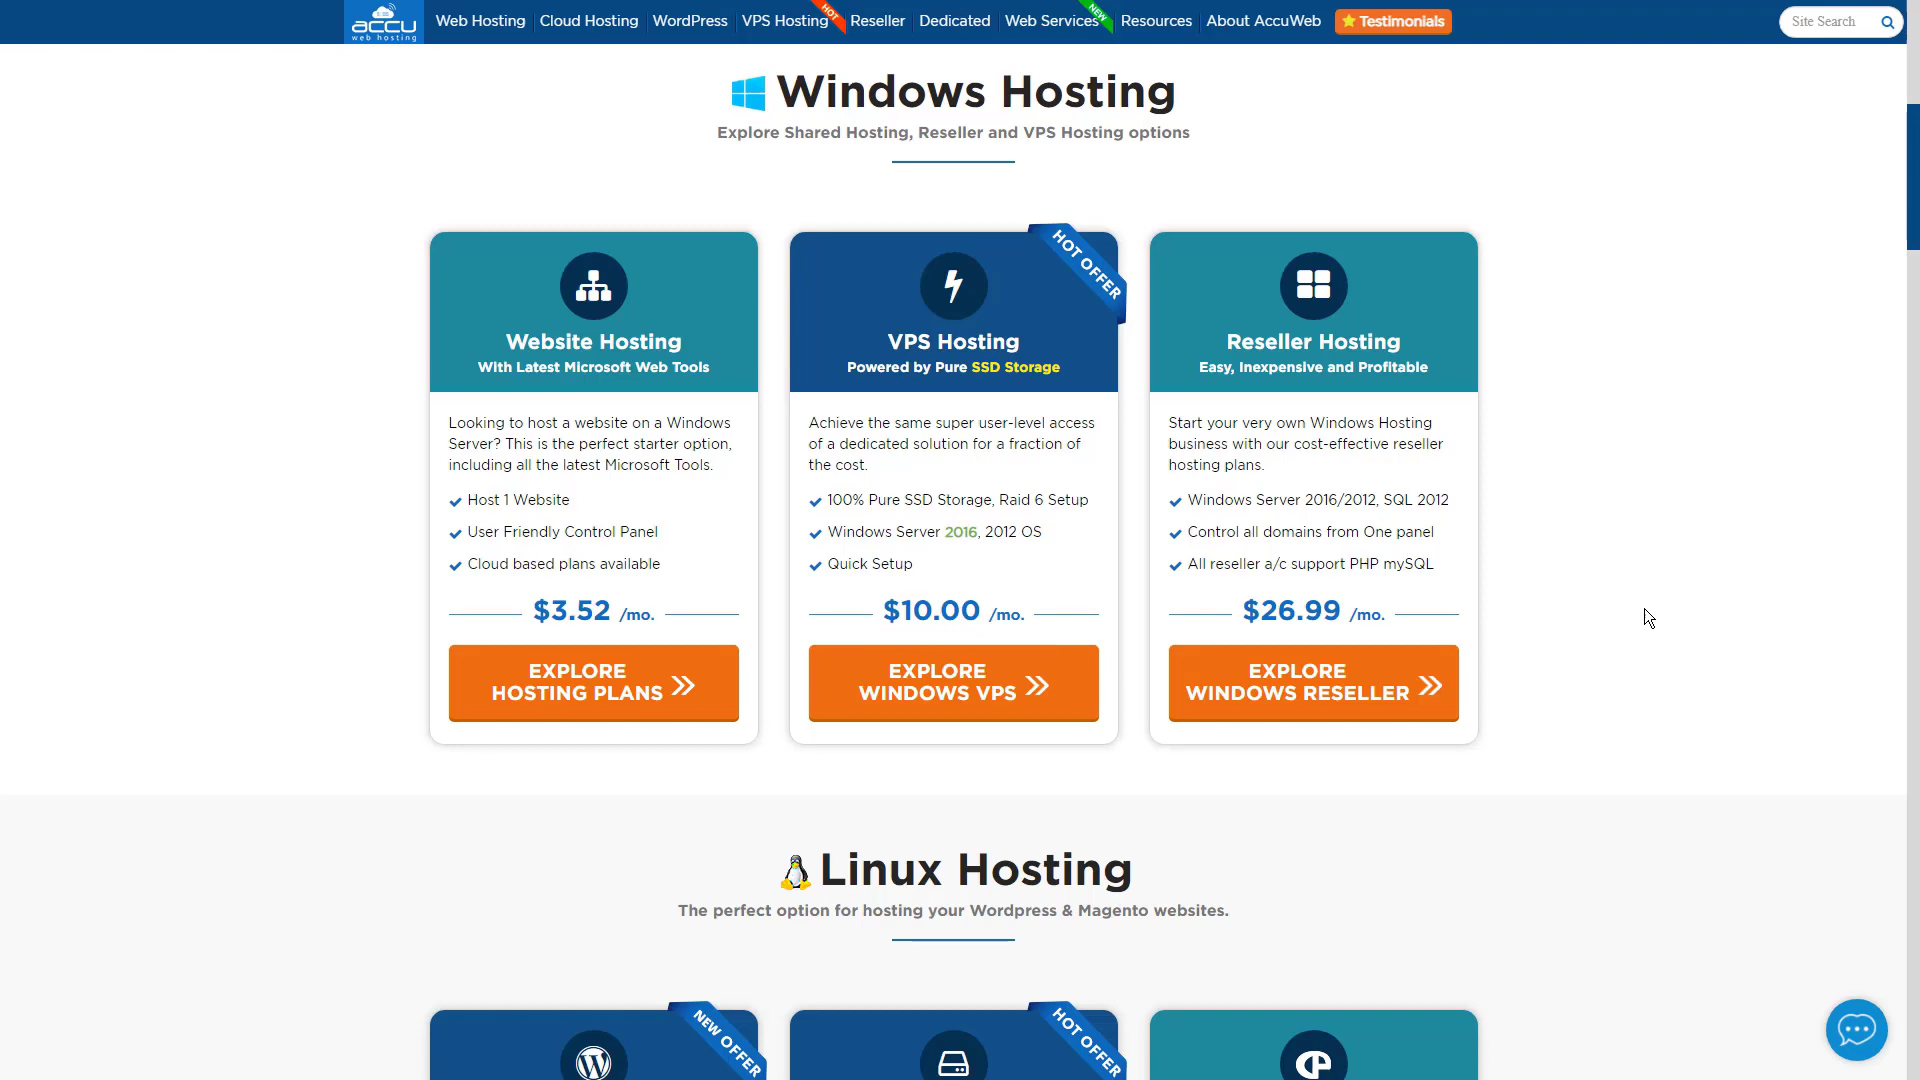 accu
web hosting
Web Hosting
Cloud Hosting
WordPress
VPS Hosting
HOT
Reseller
Dedicated
Web Services
NEW
Resources
About AccuWeb
Testimonials
Site Search
Windows Hosting
Explore Shared Hosting, Reseller and VPS Hosting options
Website Hosting
With Latest Microsoft Web Tools
Looking to host a website on a Windows
Server? This is the perfect starter option,
including all the latest Microsoft Tools.
Host 1 Website
User Friendly Control Panel
Cloud based plans available
$3.52 /mo.
EXPLORE
HOSTING PLANS
HOT OFFER
VPS Hosting
Powered by Pure SSD Storage
Achieve the same super user-level access
of a dedicated solution for a fraction of
the cost.
100% Pure SSD Storage, Raid 6 Setup
Windows Server 2016, 2012 OS
Quick Setup
$10.00 /mo.
EXPLORE
WINDOWS VPS
Reseller Hosting
Easy, Inexpensive and Profitable
Start your very own Windows Hosting
business with our cost-effective reseller
hosting plans.
Windows Server 2016/2012, SQL 2012
Control all domains from One panel
All reseller a/c support PHP mySQL
$26.99 /mo.
EXPLORE
WINDOWS RESELLER
Linux Hosting
The perfect option for hosting your Wordpress & Magento websites.
NEW OFFER
HOT OFFER